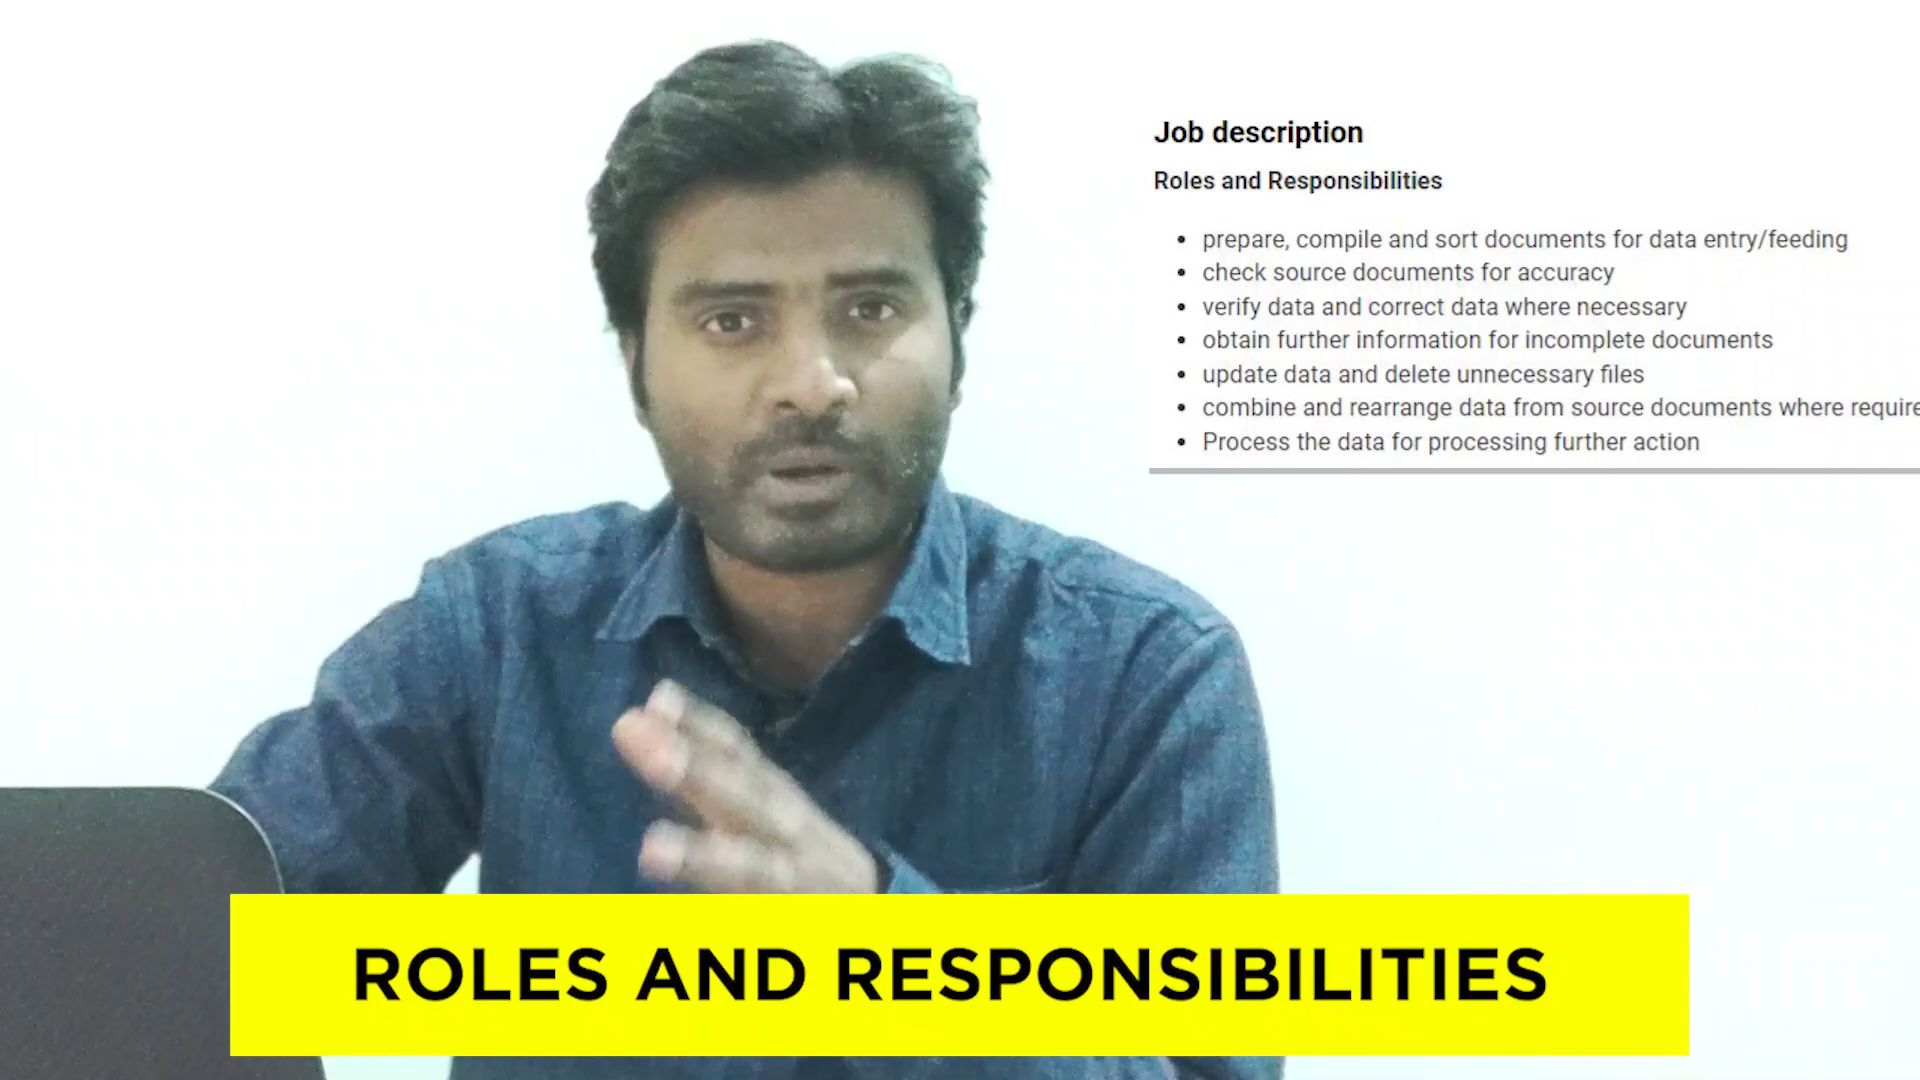 Job description
Roles and Responsibilities
• prepare, compile and sort documents for data entry/feeding
• check source documents for accuracy
• verify data and correct data where necessary
• obtain further information for incomplete documents
• update data and delete unnecessary files
• combine and rearrange data from source documents where require
• Process the data for processing further action
ROLES AND RESPONSIBILITIES